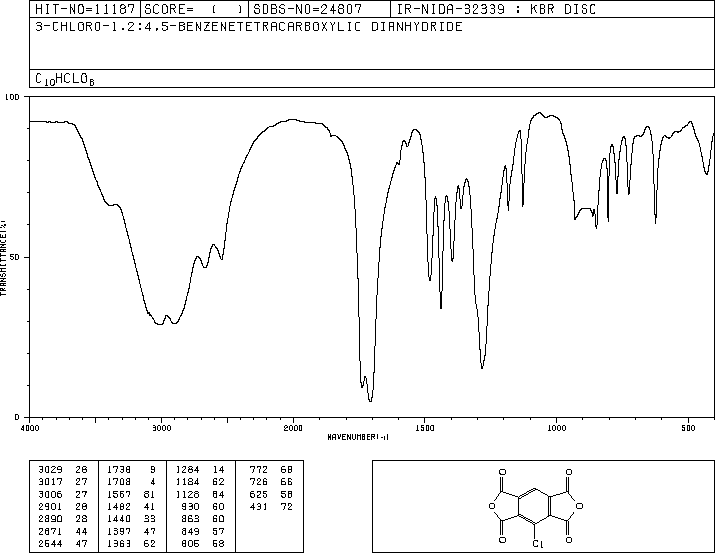 HIT-NO=11187 SCORE= ( ) SDBS-NO=24807 IR-NIDA-32339 : KBR DISC
3-CHLORO-1,2:4,5-BENZENETETRACARBOXYLIC DIANHYDRIDE
C10HCLO6
100
50
0
TRANSMITTANCE(%)
4000 3000 2000 1500 1000 500
WAVENUMBER(-1)
3029 26 1738 9 1284 14 772 68
3017 27 1708 4 1184 62 726 66
3006 27 1567 81 1128 64 625 58
2901 28 1482 41 930 60 431 72
2890 28 1440 33 863 60
2671 44 1397 47 849 57
2544 47 1363 62 805 58
O O
O O
O O
Cl